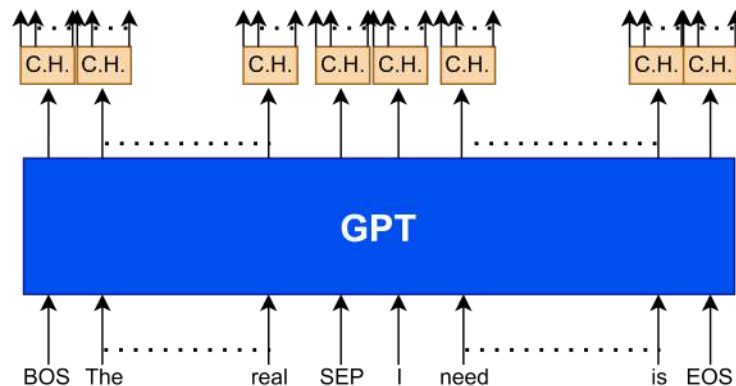 C.H. C.H. C.H. C.H. C.H. C.H. C.H. C.H.
GPT
BOS The real SEP I need is EOS